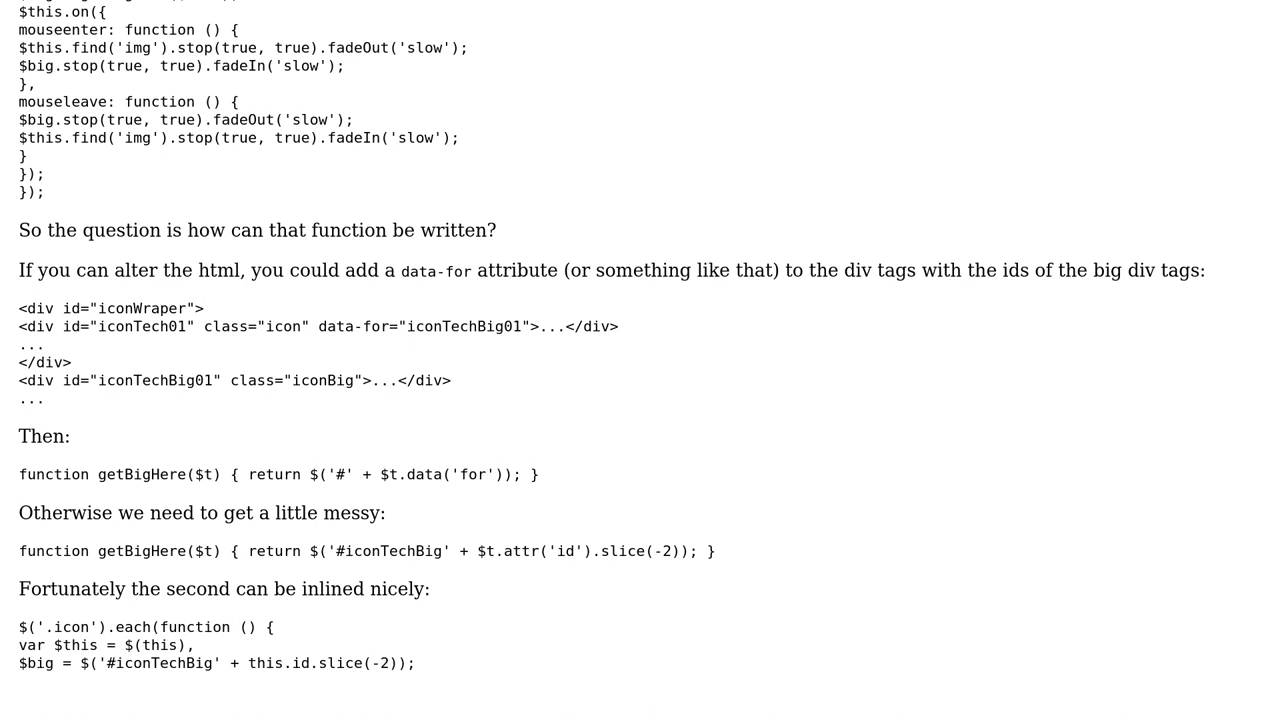 $this.on({
mouseenter: function () {
$this.find('img').stop(true, true).fadeOut('slow');
$big.stop(true, true).fadeIn('slow');
},
mouseleave: function () {
$big.stop(true, true).fadeOut('slow');
$this.find('img').stop(true, true).fadeIn('slow');
}
});
});
So the question is how can that function be written?
If you can alter the html, you could add a data-for attribute (or something like that) to the div tags with the ids of the big div tags:
<div id="iconWraper">
<div id="iconTech01" class="icon" data-for="iconTechBig01">...</div>
...
</div>
<div id="iconTechBig01" class="iconBig">...</div>
...
Then:
function getBigHere($t) { return $('#' + $t.data('for')); }
Otherwise we need to get a little messy:
function getBigHere($t) { return $('#iconTechBig' + $t.attr('id').slice(-2)); }
Fortunately the second can be inlined nicely:
$('.icon').each(function () {
var $this = $(this),
$big = $('#iconTechBig' + this.id.slice(-2));